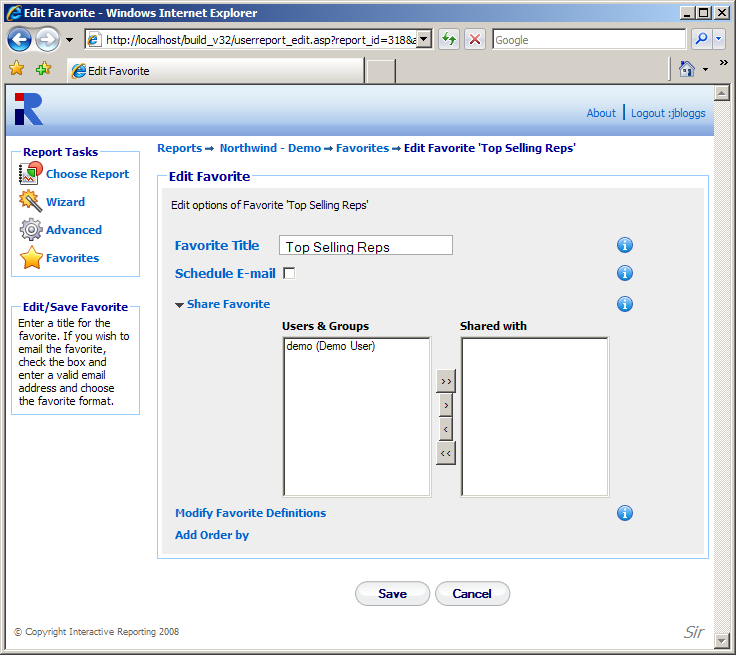 Edit Favorite - Windows Internet Explorer
http://localhost/build_v32/userreport_edit.asp?report_id=318&a
Google
Edit Favorite
»
R
About
Logout :jbloggs
Report Tasks
Choose Report
Wizard
Advanced
Favorites
Edit/Save Favorite
Enter a title for the
favorite. If you wish to
email the favorite,
check the box and
enter a valid email
address and choose
the favorite format.
Reports → Northwind - Demo → Favorites → Edit Favorite 'Top Selling Reps'
Edit Favorite
Edit options of Favorite 'Top Selling Reps'
Favorite Title
Top Selling Reps
Schedule E-mail
Share Favorite
Users & Groups
Shared with
demo (Demo User)
>>
>
<
<<
Modify Favorite Definitions
Add Order by
Save
Cancel
© Copyright Interactive Reporting 2008
Sir